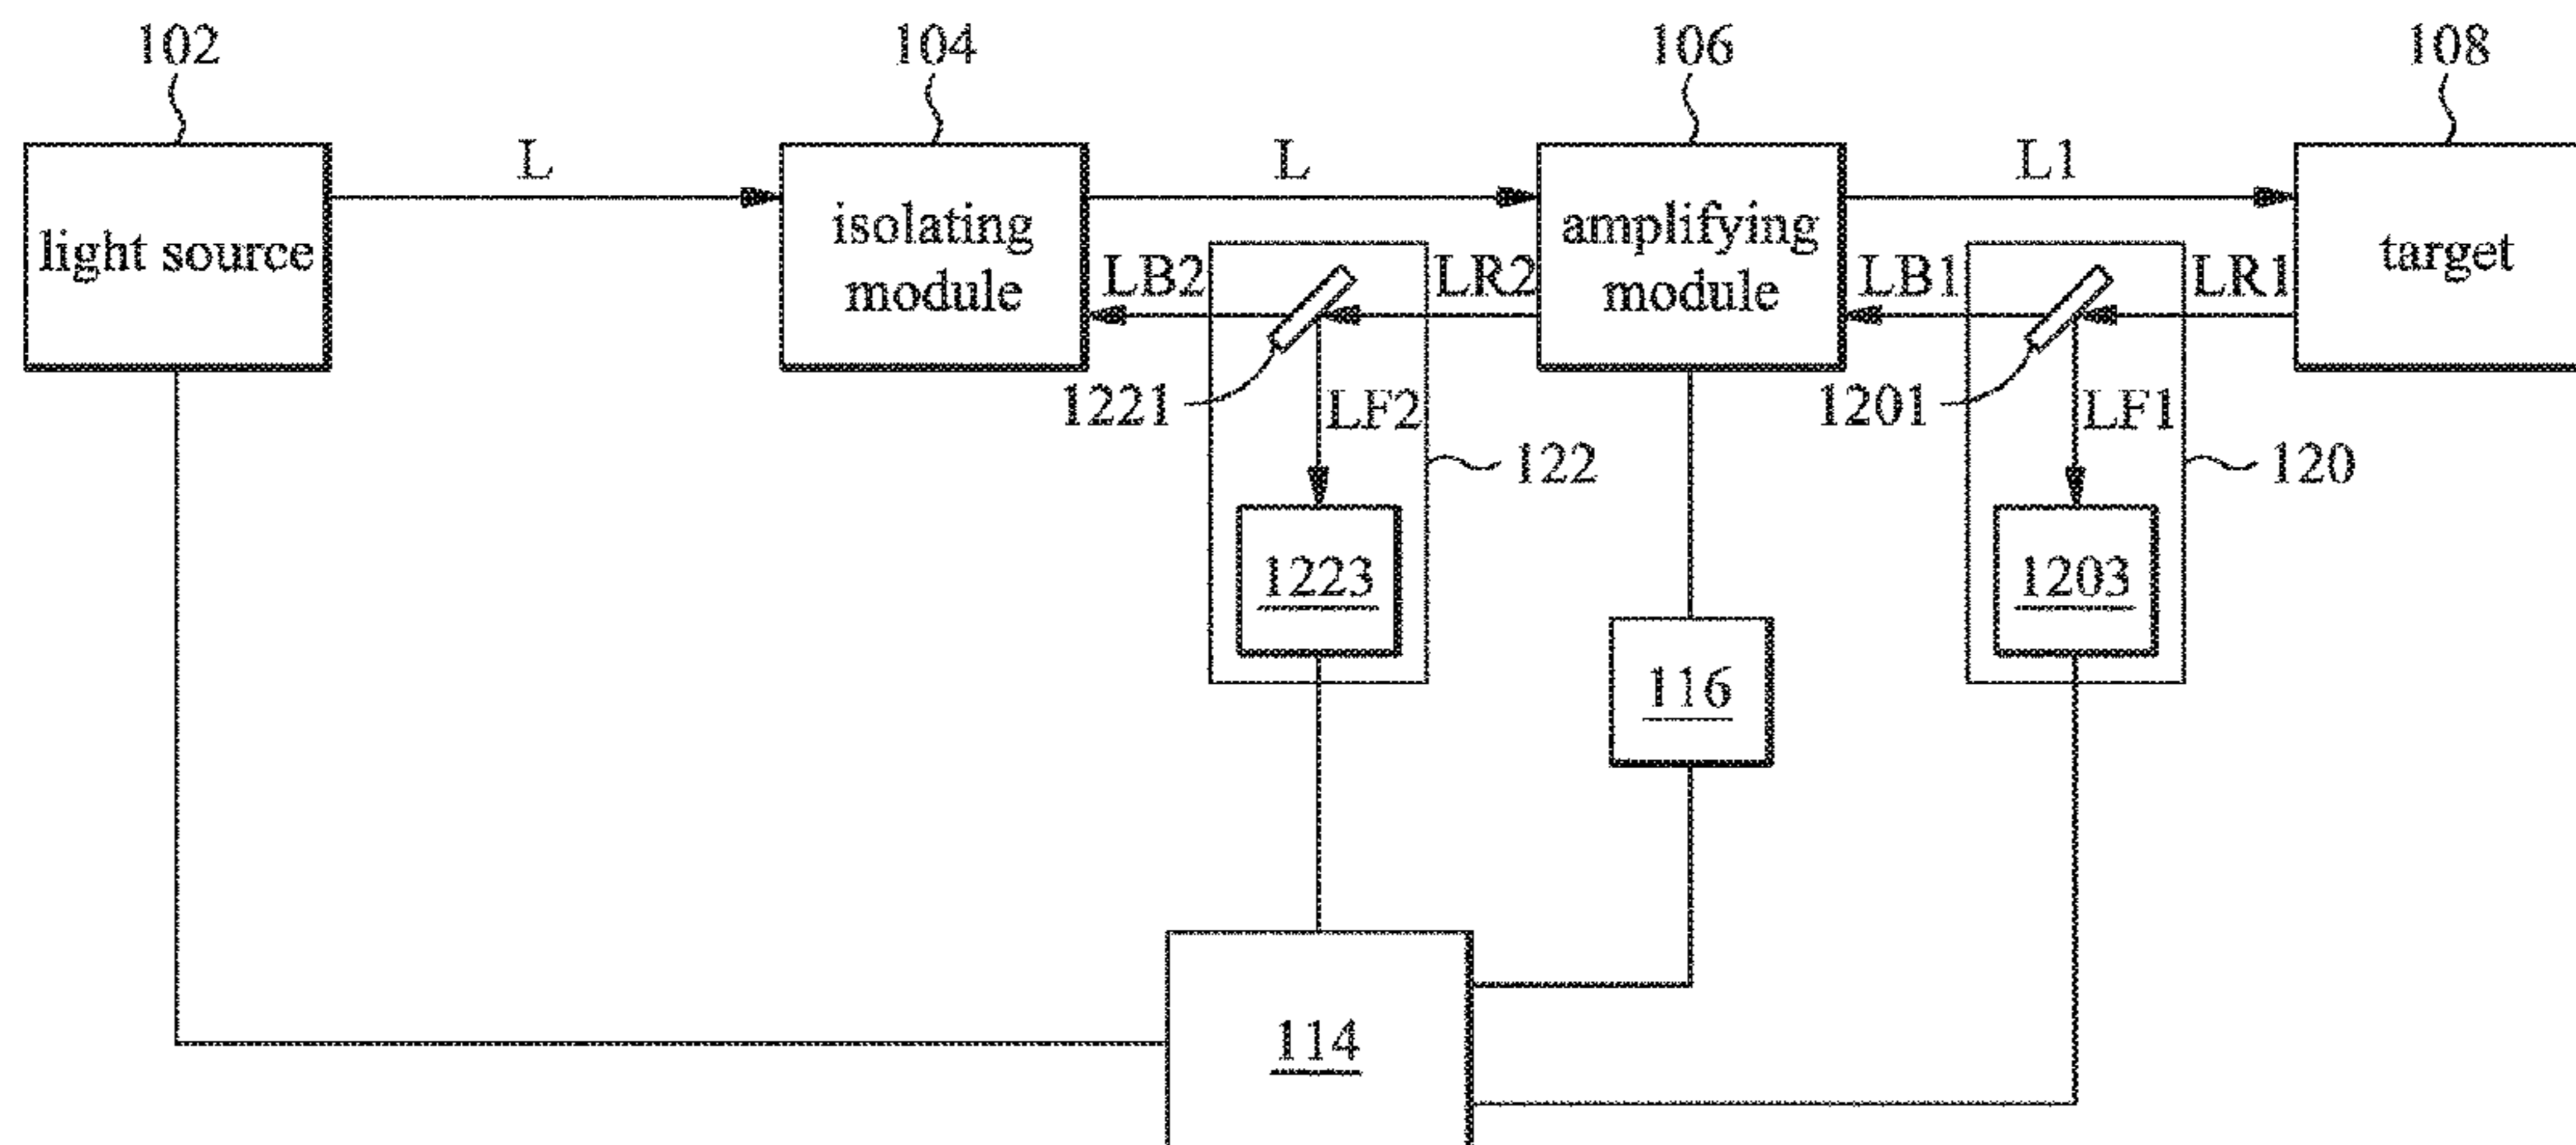 102
104
106
108
L
L
L1
light source
isolating
module
amplifying
module
target
LB2
LR2
LB1
LR1
1221
LF2
1201
LF1
122
120
1223
1203
116
114